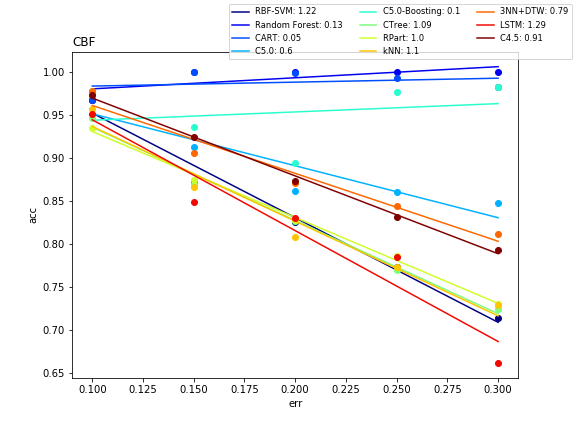 RBF-SVM: 1.22
Random Forest: 0.13
CART: 0.05
C5.0: 0.6
C5.0-Boosting: 0.1
CTree: 1.09
RPart: 1.0
kNN: 1.1
3NN+DTW: 0.79
LSTM: 1.29
C4.5: 0.91
CBF
1.00
0.95
0.90
0.85
0.80
0.75
0.70
0.65
acc
0.100 0.125 0.150 0.175 0.200 0.225 0.250 0.275 0.300
err